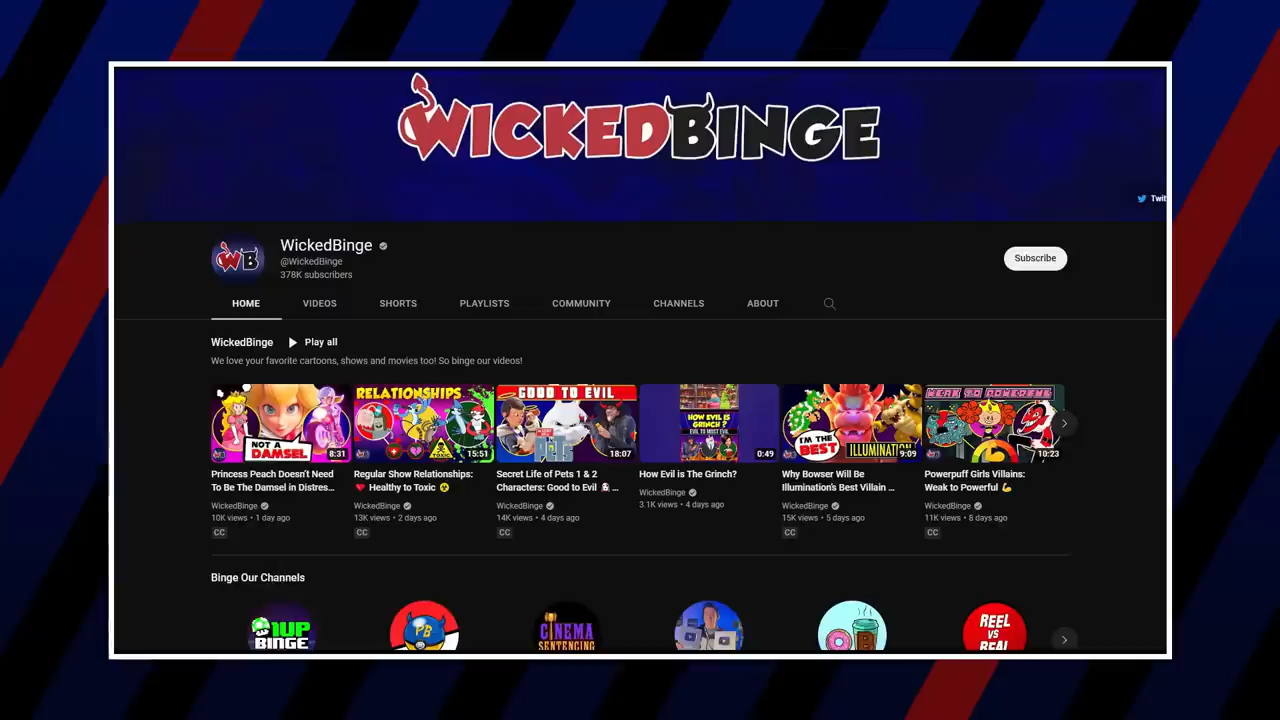 WICKEDBINGE
Twit
WickedBinge
@WickedBinge
378K subscribers
Subscribe
WB
HOME VIDEOS SHORTS PLAYLISTS COMMUNITY CHANNELS ABOUT
WickedBinge Play all
We love your favorite cartoons, shows and movies too! So binge our videos!
NOT A
DAMSEL
8:31
RELATIONSHIPS
15:51
GOOD TO EVIL
PETS
18:07
HOW EVIL IS
GRINCH?
EVIL TO MOST EVIL
0:49
I'M THE
BEST
ILLUMINATI
9:09
WEAK TO POWERFUL
10:23
Princess Peach Doesn't Need
To Be The Damsel in Distres...
WickedBinge
10K views • 1 day ago
CC
Regular Show Relationships:
❤️ Healthy to Toxic ☢️
WickedBinge
13K views • 2 days ago
CC
Secret Life of Pets 1 & 2
Characters: Good to Evil ...
WickedBinge
14K views • 4 days ago
CC
How Evil is The Grinch?
WickedBinge
3.1K views • 4 days ago
Why Bowser Will Be
Illumination's Best Villain ...
WickedBinge
15K views • 5 days ago
CC
Powerpuff Girls Villains:
Weak to Powerful 💪
WickedBinge
11K views • 8 days ago
CC
Binge Our Channels
1UP
BINGE
PB
CINEMA
SENTENCING
B
REEL
VS
REAL